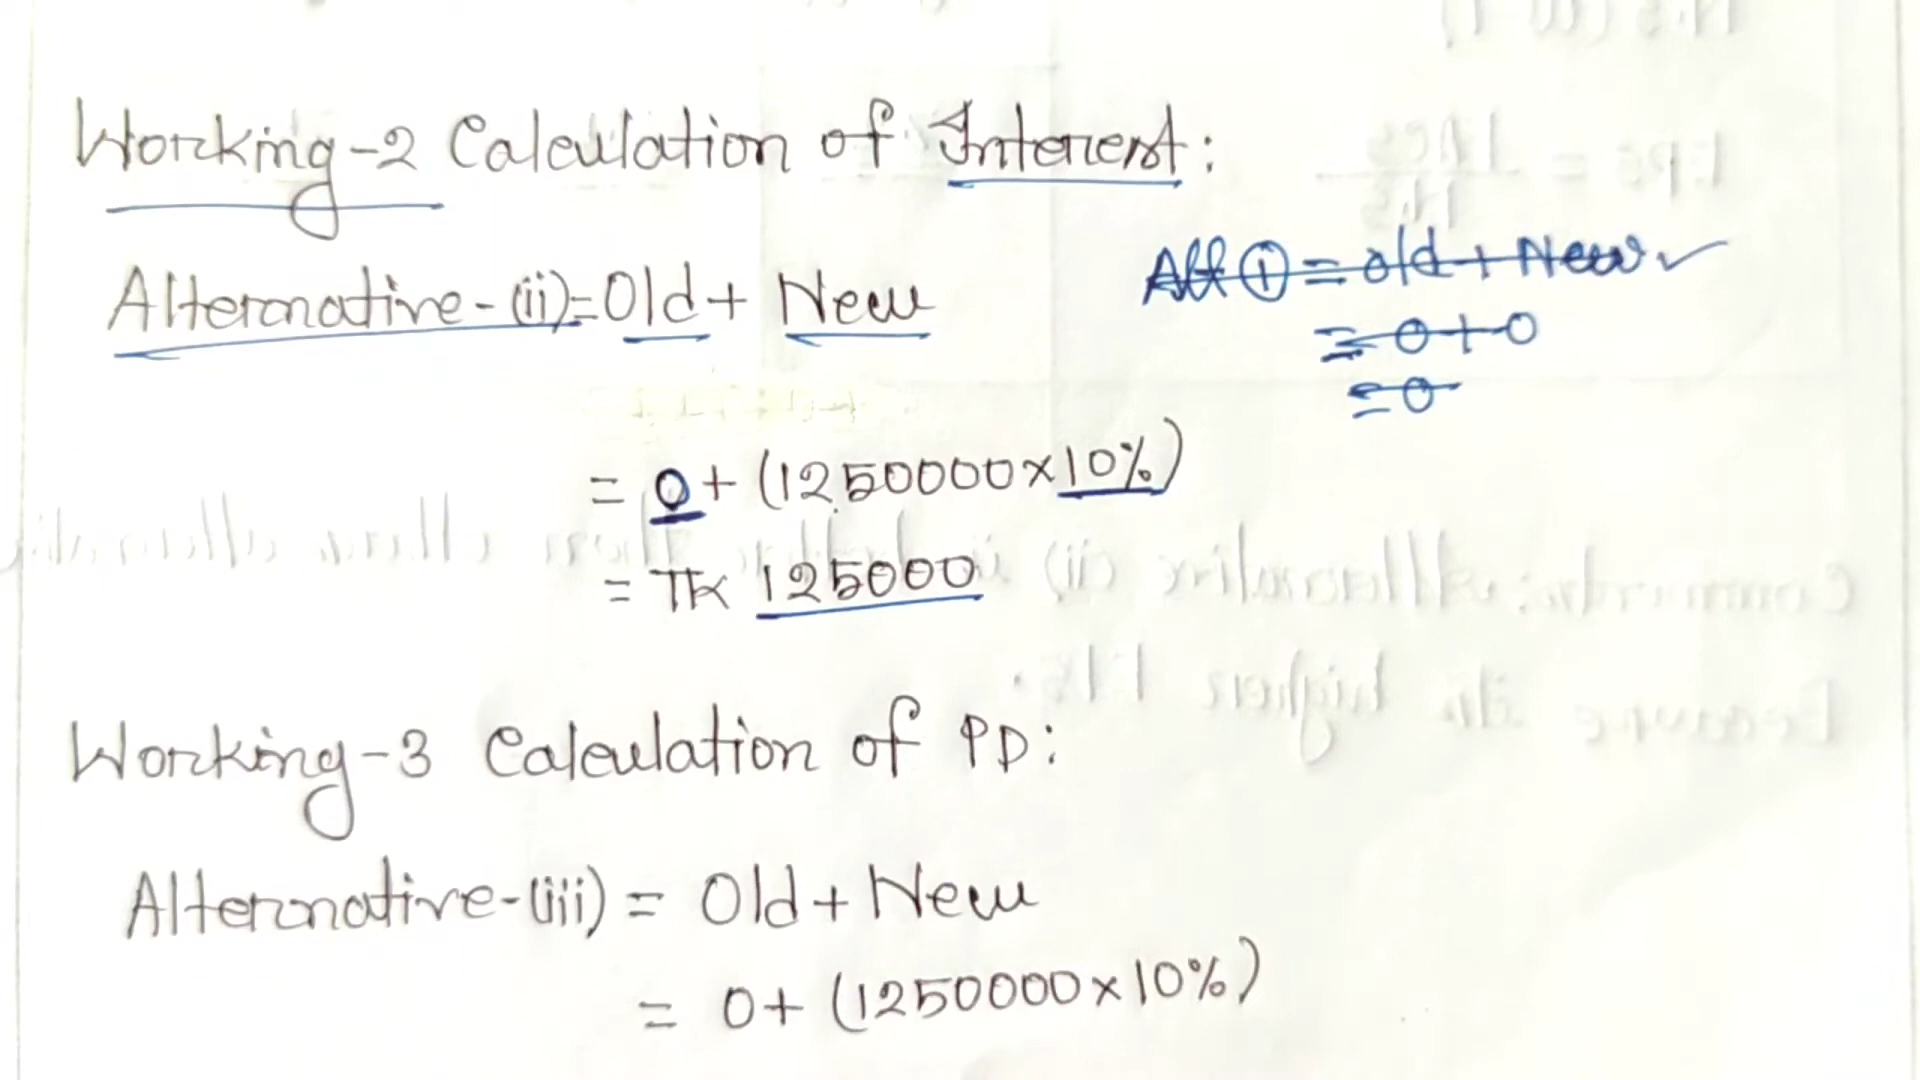 Working-2 Calculation of Interest:
Alternative-(ii)=Old+ New
Alt (i) = old + New ✓
= 0+0
= 0
= 0+ (1250000×10%)
= TK 125000
Working-3 Calculation of PD:
Alternative-(iii) = Old + New
= 0+ (1250000×10%)